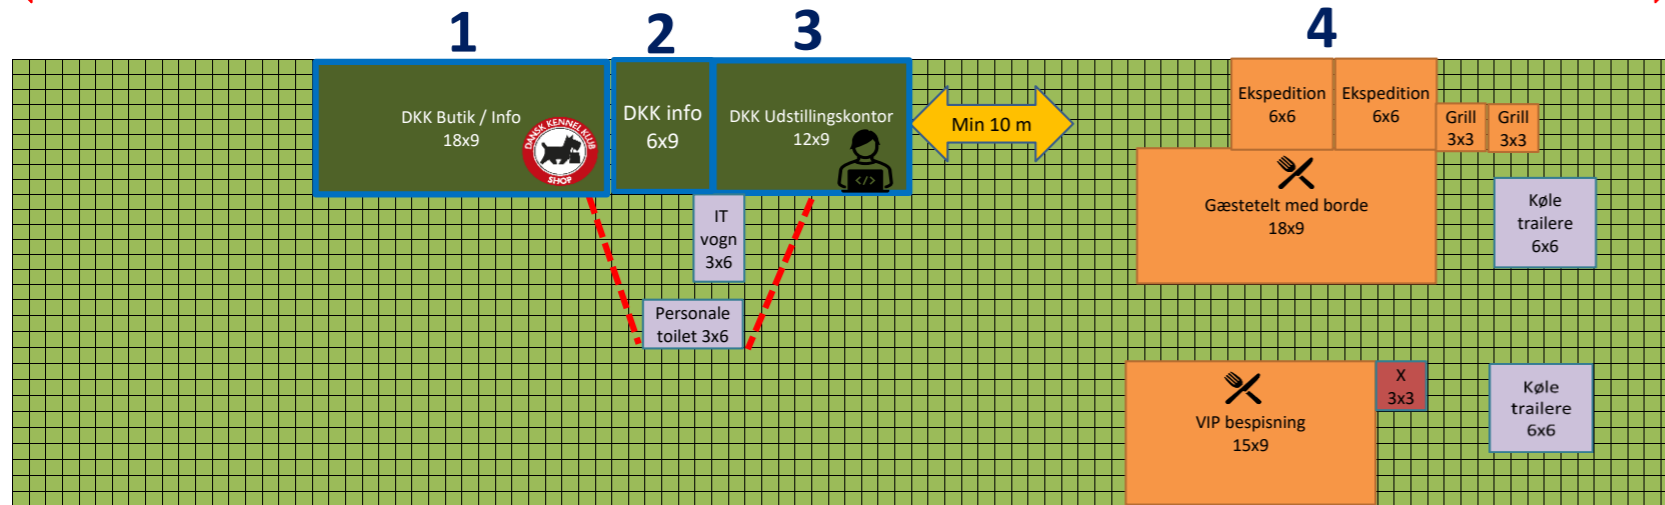 1
2
3
4
DKK Butik / Info
18x9
DANSK KENNEL KLUB
SHOP
DKK info
6x9
DKK Udstillingskontor
12x9
</>
Min 10 m
Ekspedition
6x6
Ekspedition
6x6
Grill
3x3
Grill
3x3
Gæstetelt med borde
18x9
Køle
trailere
6x6
IT
vogn
3x6
Personale
toilet 3x6
VIP bespisning
15x9
X
3x3
Køle
trailere
6x6